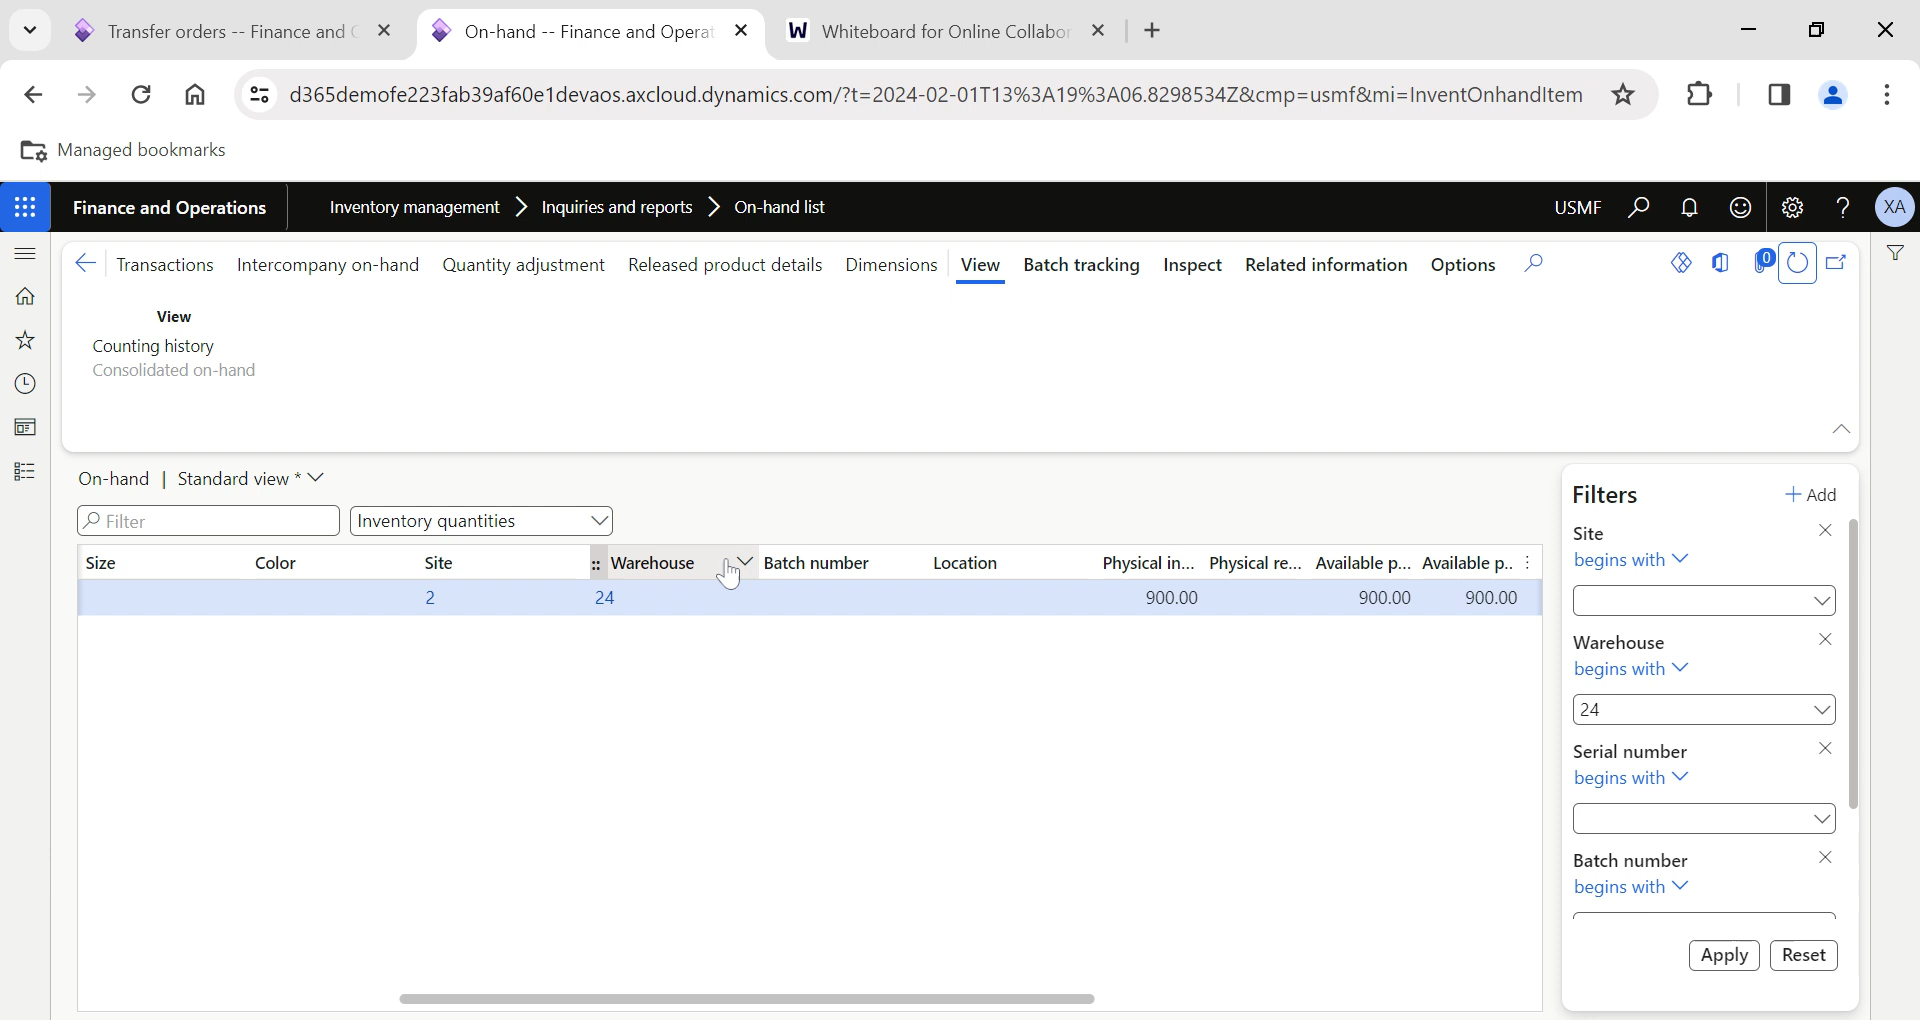 Transfer orders -- Finance and
On-hand -- Finance and Operat
W Whiteboard for Online Collabor
d365demofe223fab39af60e1devaos.axcloud.dynamics.com/?t=2024-02-01T13%3A19%3A06.8298534Z&cmp=usmf&mi=InventOnhandItem
Managed bookmarks
Finance and Operations
Inventory management > Inquiries and reports > On-hand list
USMF
?
XA
Transactions Intercompany on-hand Quantity adjustment Released product details Dimensions View Batch tracking Inspect Related information Options
0
View
Counting history
Consolidated on-hand
On-hand | Standard view *
Filter
Inventory quantities
Size Color Site Warehouse Batch number Location Physical in... Physical re... Available p... Available p..
2 24 900.00 900.00 900.00
Filters
+ Add
Site
begins with
Warehouse
begins with
24
Serial number
begins with
Batch number
begins with
Apply
Reset